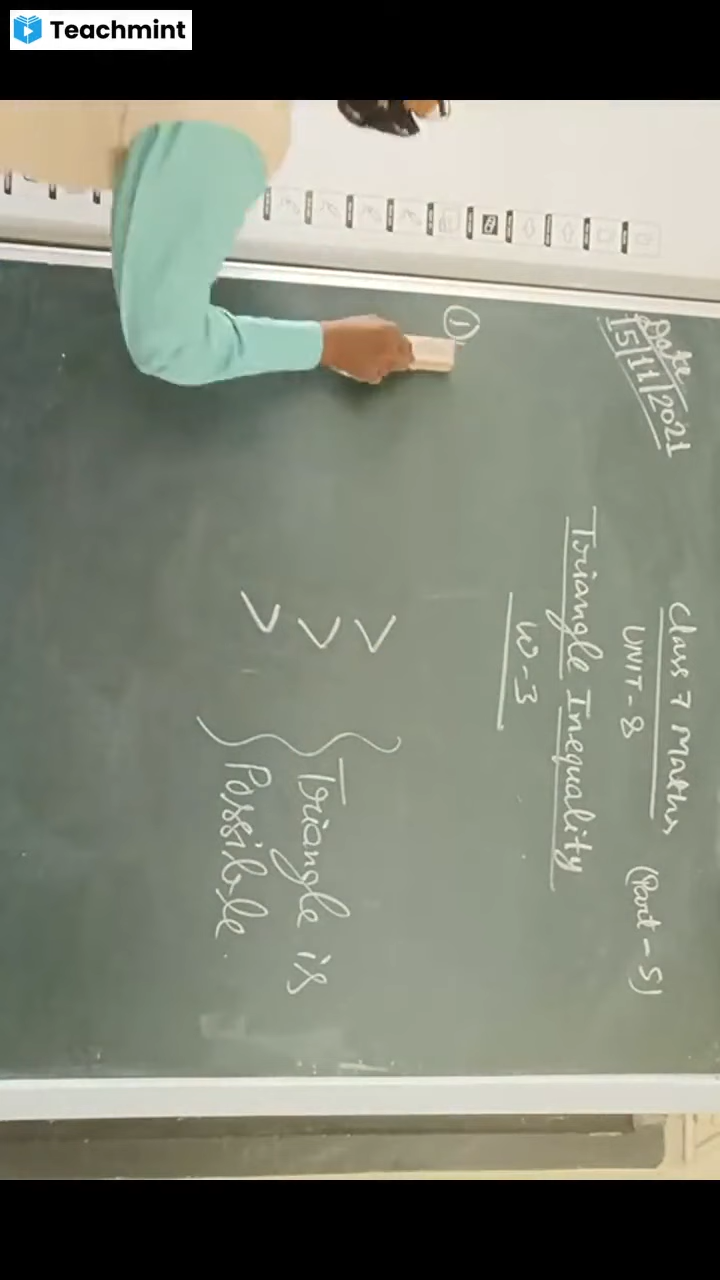 Teachmint
Date
15/11/2021
Class 7 Maths
UNIT-8
(Part-5)
Triangle Inequality
W-3
①
>
>
>
} Triangle is
} Possible.